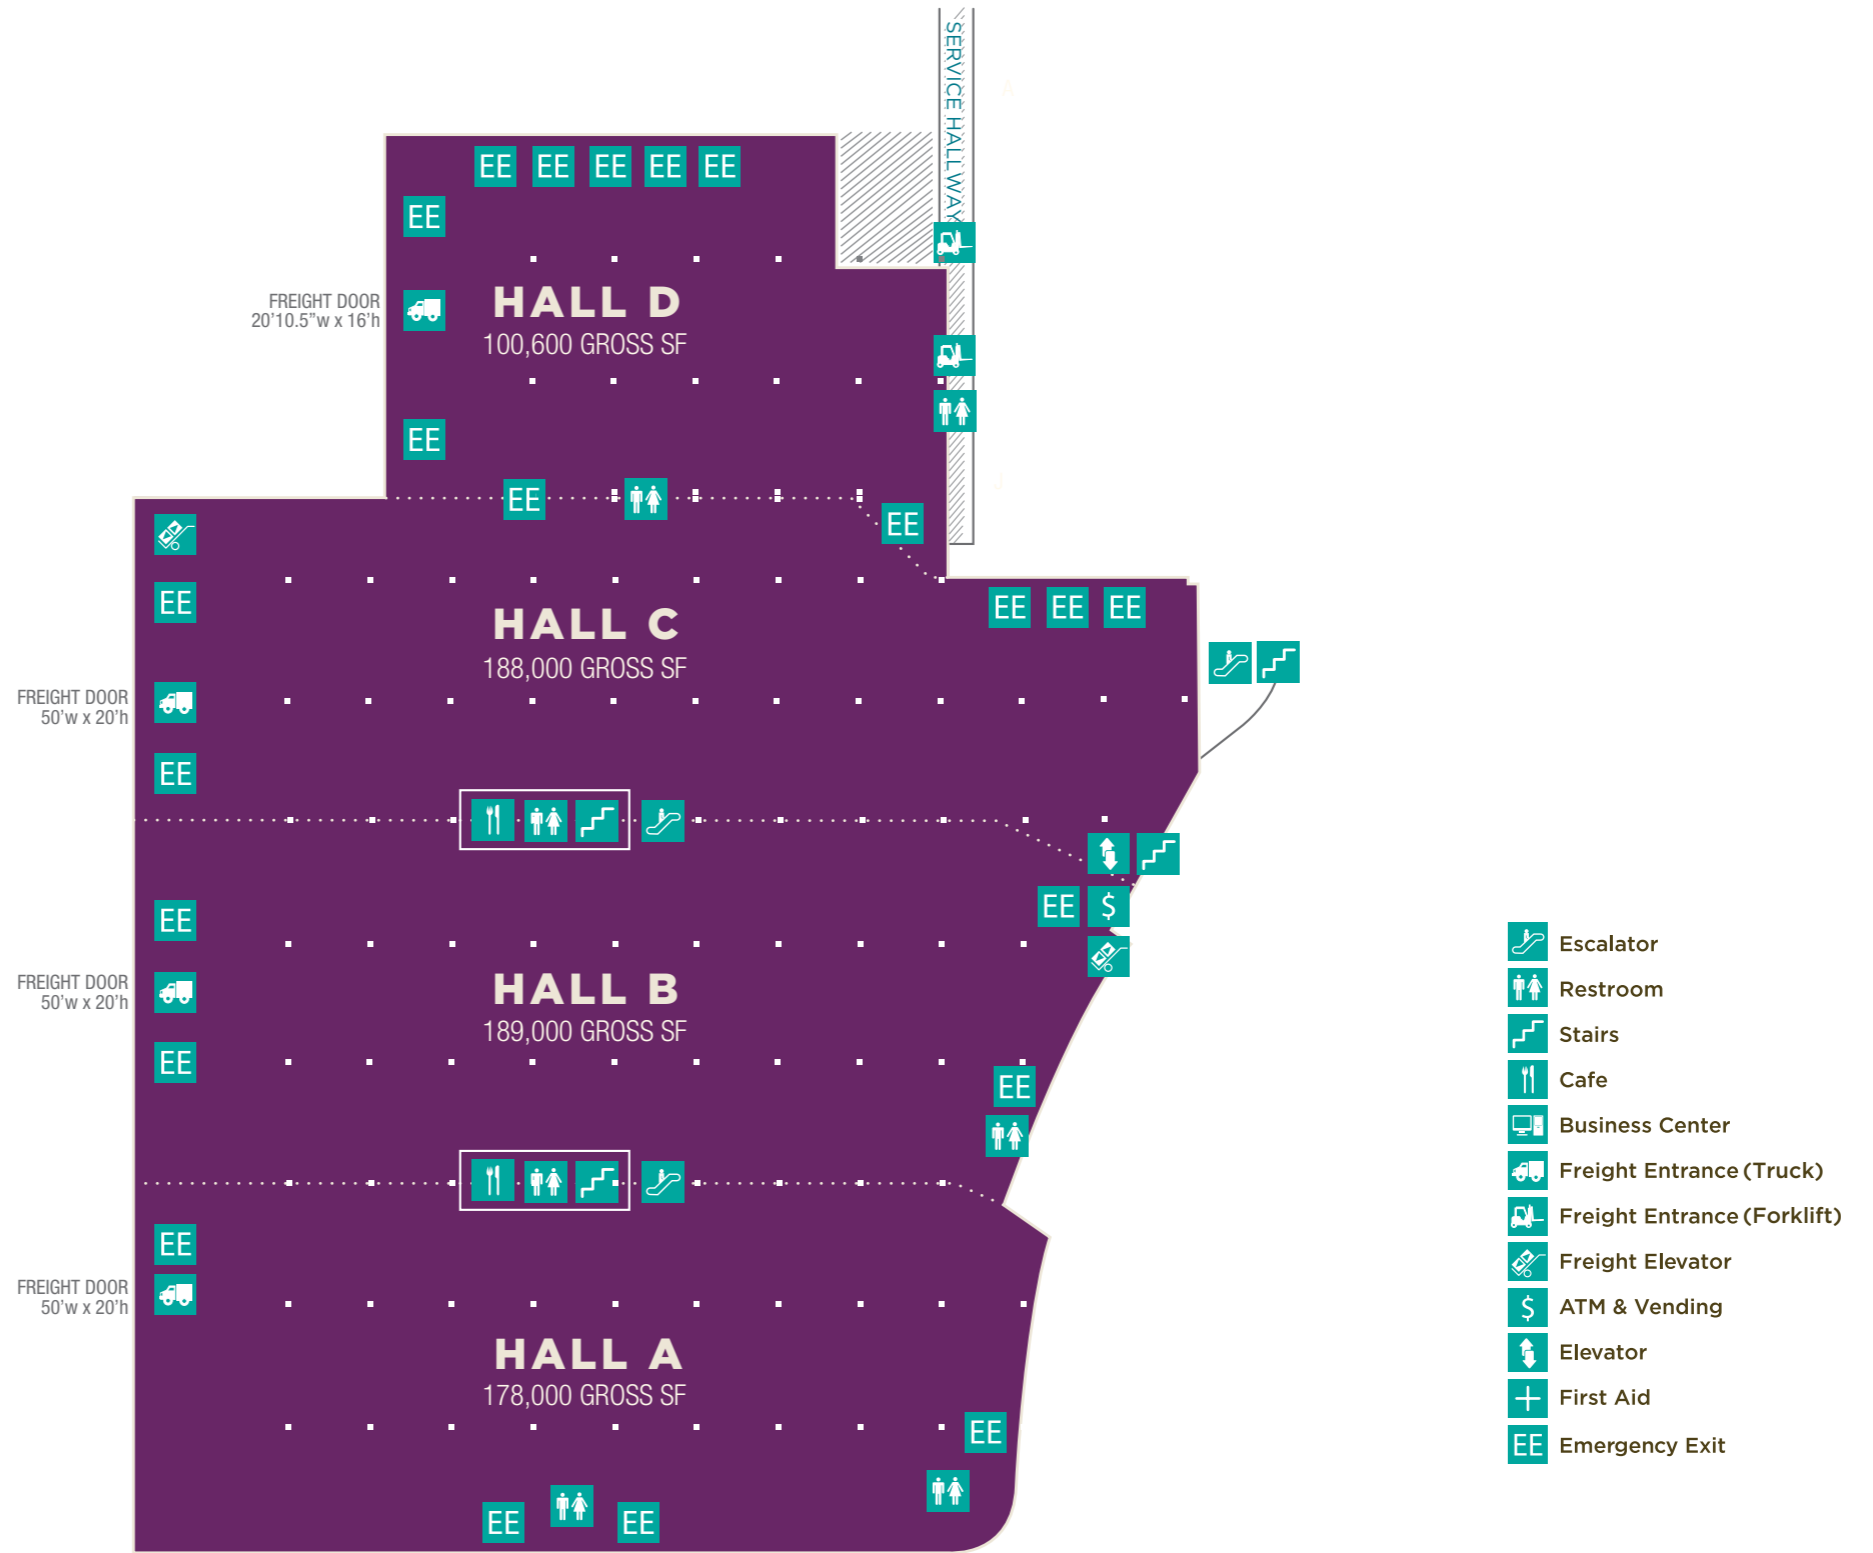 SERVICE HALLWAY
A
EE EE EE EE EE
EE
FREIGHT DOOR
20'10.5"w x 16'h
HALL D
100,600 GROSS SF
EE
EE
EE
J
EE
EE EE EE
HALL C
188,000 GROSS SF
FREIGHT DOOR
50'w x 20'h
EE
EE
EE $
HALL B
189,000 GROSS SF
FREIGHT DOOR
50'w x 20'h
EE
EE
EE
FREIGHT DOOR
50'w x 20'h
HALL A
178,000 GROSS SF
EE
EE EE
Escalator
Restroom
Stairs
Cafe
Business Center
Freight Entrance (Truck)
Freight Entrance (Forklift)
Freight Elevator
$ ATM & Vending
Elevator
First Aid
EE Emergency Exit